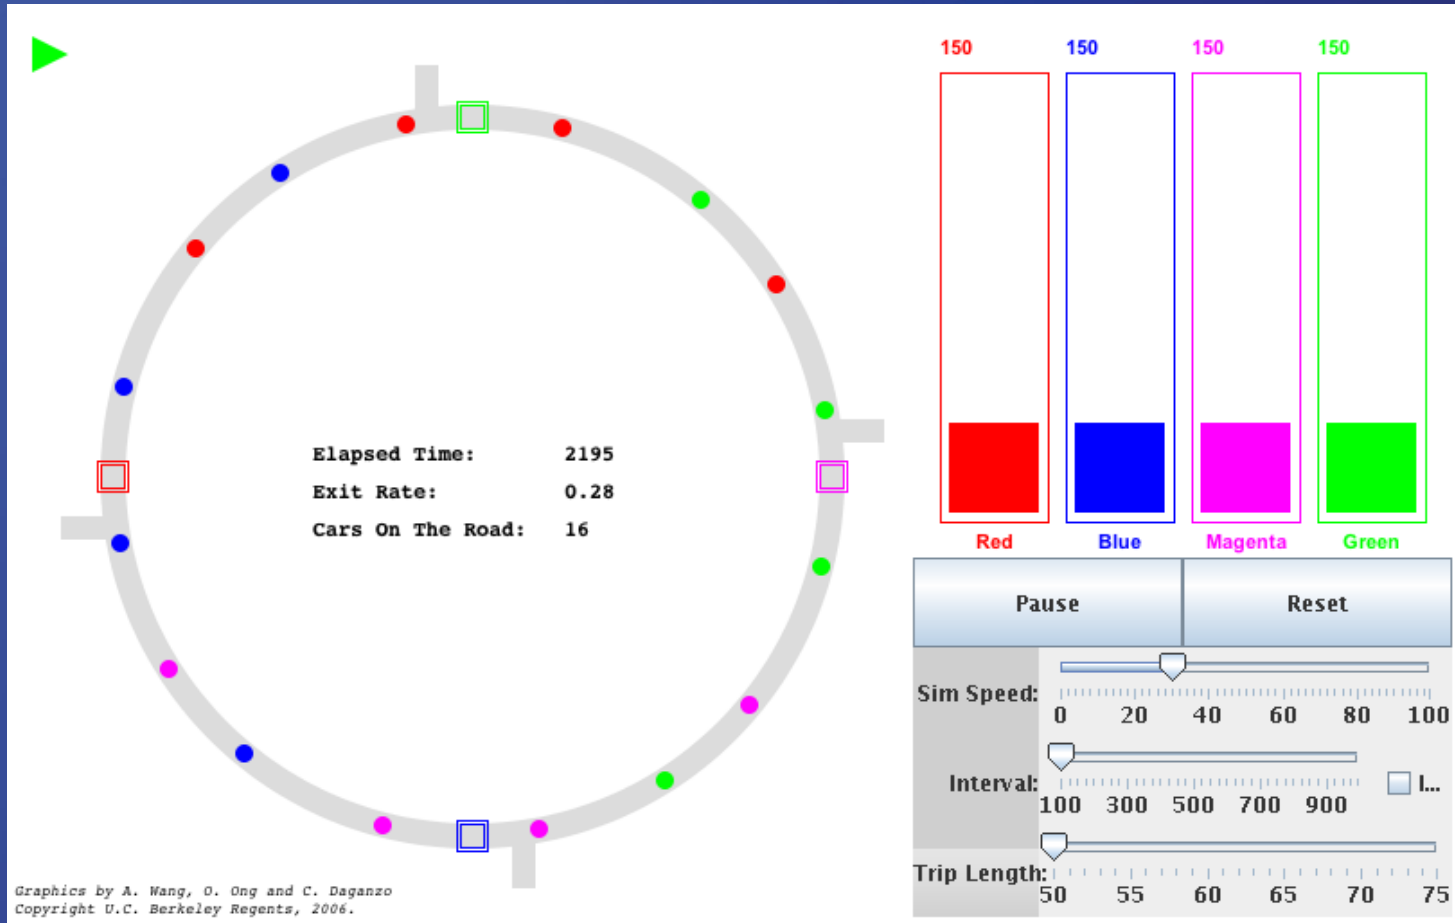 150 150 150 150
Elapsed Time: 2195
Exit Rate: 0.28
Cars On The Road: 16
Red Blue Magenta Green
Pause Reset
Sim Speed:
0 20 40 60 80 100
Interval: I...
100 300 500 700 900
Trip Length:
50 55 60 65 70 75
Graphics by A. Wang, O. Ong and C. Daganzo
Copyright U.C. Berkeley Regents, 2006.